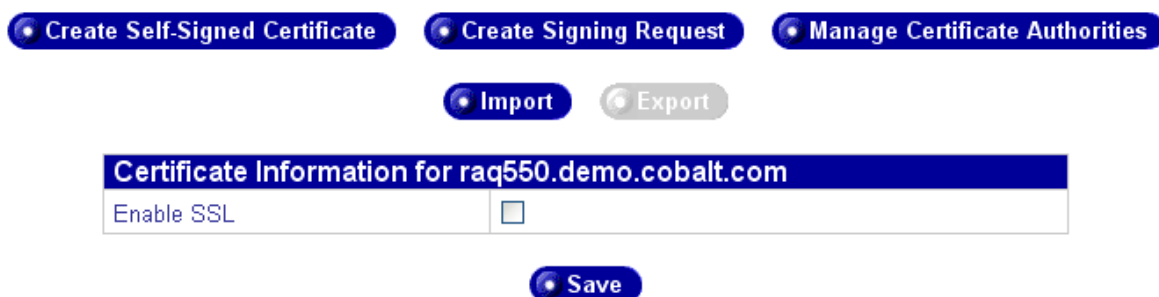 Create Self-Signed Certificate Create Signing Request Manage Certificate Authorities
Import Export
Certificate Information for raq550.demo.cobalt.com
Enable SSL
Save